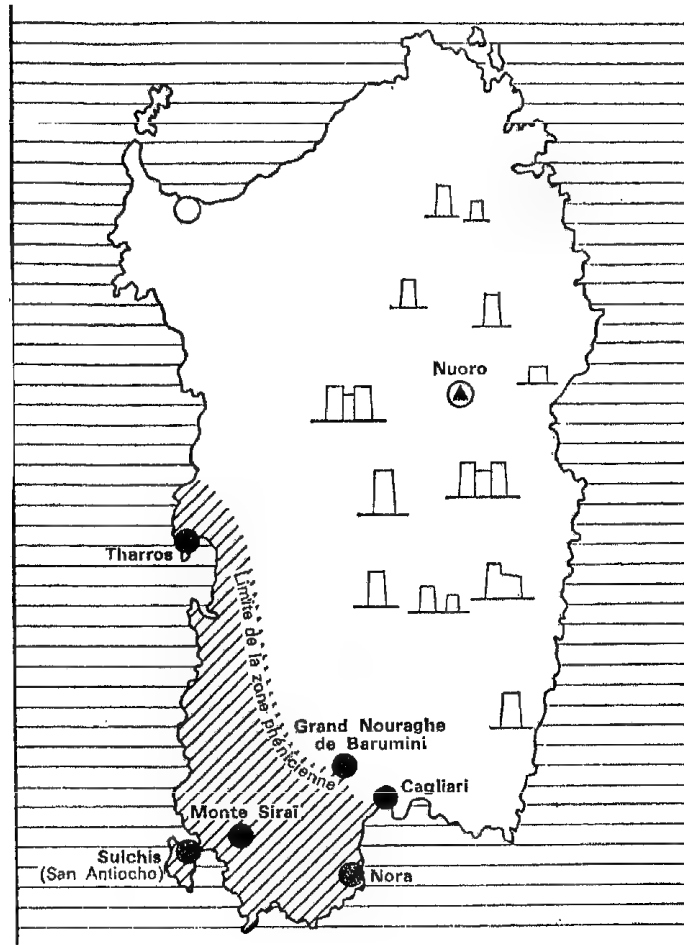 Nuoro
Tharros
Limite de la zone phénicienne
Grand Nouraghe
de Barumini
Cagliari
Monte Siraï
Sulchis
(San Antiocho)
Nora